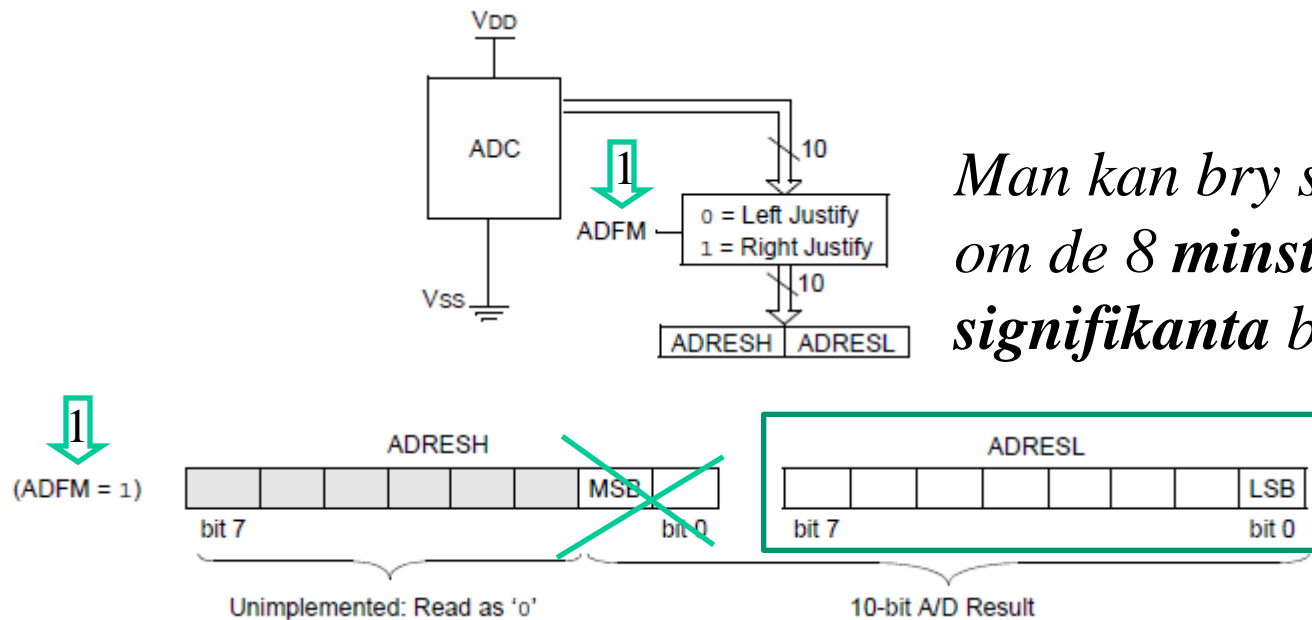 VDD
ADC
10
1
ADFM
0 = Left Justify
1 = Right Justify
10
VSS
ADRESH ADRESL
Man kan bry
om de 8
signifikanta
1
(ADFM = 1)
ADRESH
ADRESL
MSB
LSB
bit 7
bit 0
bit 7
bit 0
Unimplemented: Read as '0'
10-bit A/D Result